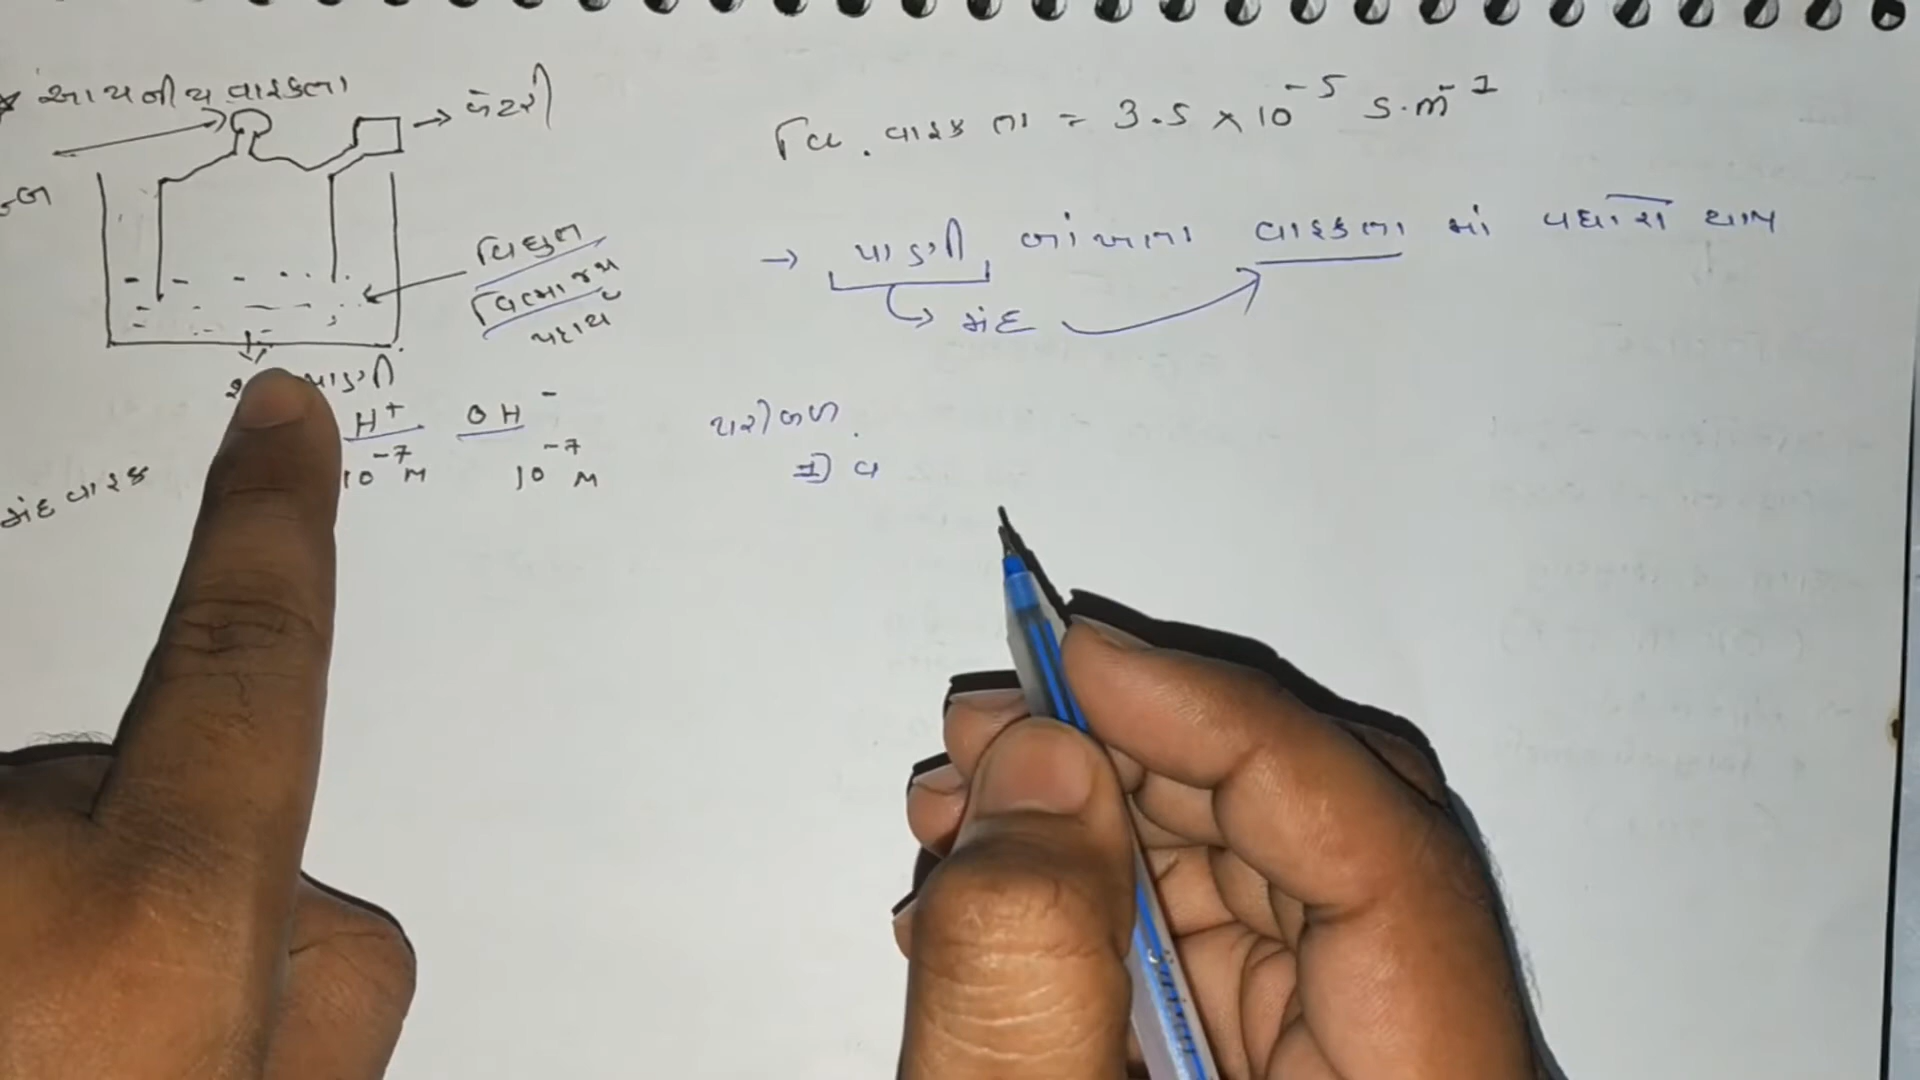 આયનીય વાહકતા
બેટરી
વિ. વાહકતા = 3.5 × 10⁻⁵ S.m⁻¹
વિદ્યુત
વિભાજ્ય
પદાર્થ
→ પાણી નાંખતા વાહકતા માં વધારો થાય
મંદ
પાણી
H⁺ OH⁻
10⁻⁷ M 10⁻⁷ M
મંદ વાહક
પરીબળ
1) વ